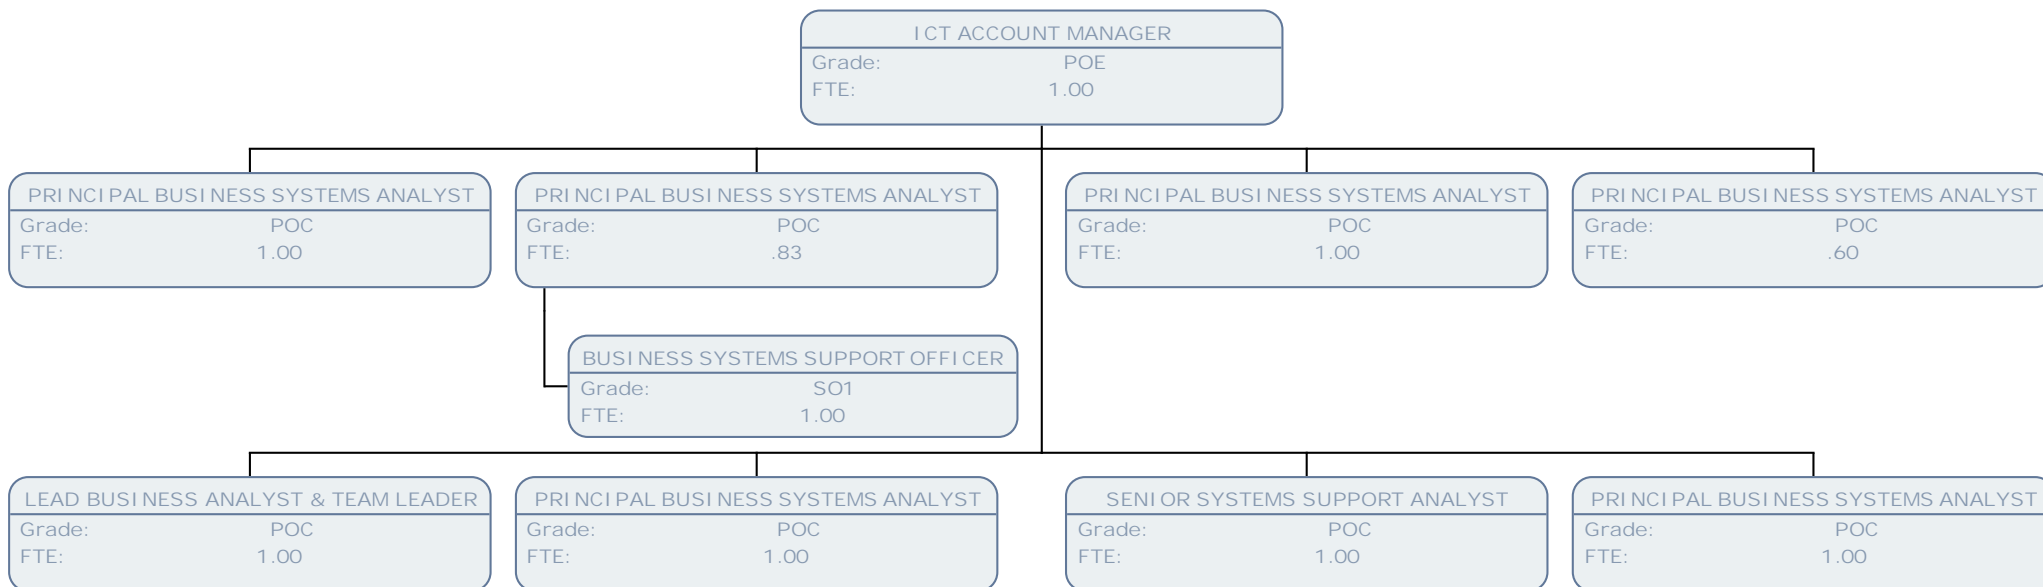 ICT ACCOUNT MANAGER
Grade: POE
FTE: 1.00
PRINCIPAL BUSINESS SYSTEMS ANALYST
Grade: POC
FTE: 1.00
PRINCIPAL BUSINESS SYSTEMS ANALYST
Grade: POC
FTE: .83
PRINCIPAL BUSINESS SYSTEMS ANALYST
Grade: POC
FTE: 1.00
PRINCIPAL BUSINESS SYSTEMS ANALYST
Grade: POC
FTE: .60
BUSINESS SYSTEMS SUPPORT OFFICER
Grade: SO1
FTE: 1.00
LEAD BUSINESS ANALYST & TEAM LEADER
Grade: POC
FTE: 1.00
PRINCIPAL BUSINESS SYSTEMS ANALYST
Grade: POC
FTE: 1.00
SENIOR SYSTEMS SUPPORT ANALYST
Grade: POC
FTE: 1.00
PRINCIPAL BUSINESS SYSTEMS ANALYST
Grade: POC
FTE: 1.00